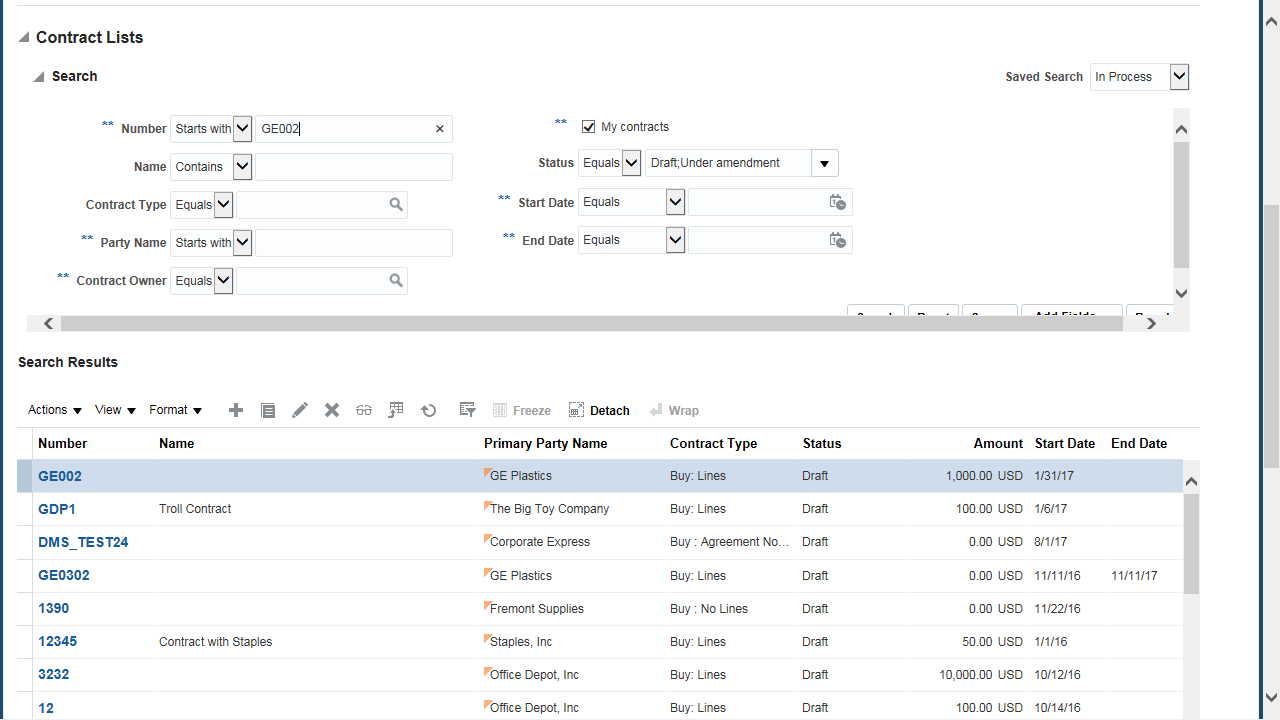 Contract Lists
Search
Saved Search In Process
** Number Starts with GE002
** My contracts
Name Contains
Status Equals Draft;Under amendment
Contract Type Equals
** Start Date Equals
** Party Name Starts with
** End Date Equals
** Contract Owner Equals
Add Fields
Search Results
Actions View Format Freeze Detach Wrap
Number Name Primary Party Name Contract Type Status Amount Start Date End Date
GE002 GE Plastics Buy: Lines Draft 1,000.00 USD 1/31/17
GDP1 Troll Contract The Big Toy Company Buy: Lines Draft 100.00 USD 1/6/17
DMS_TEST24 Corporate Express Buy : Agreement No... Draft 0.00 USD 8/1/17
GE0302 GE Plastics Buy: Lines Draft 0.00 USD 11/11/16 11/11/17
1390 Fremont Supplies Buy : No Lines Draft 0.00 USD 11/22/16
12345 Contract with Staples Staples, Inc Buy: Lines Draft 50.00 USD 1/1/16
3232 Office Depot, Inc Buy: Lines Draft 10,000.00 USD 10/12/16
12 Office Depot, Inc Buy: Lines Draft 100.00 USD 10/14/16